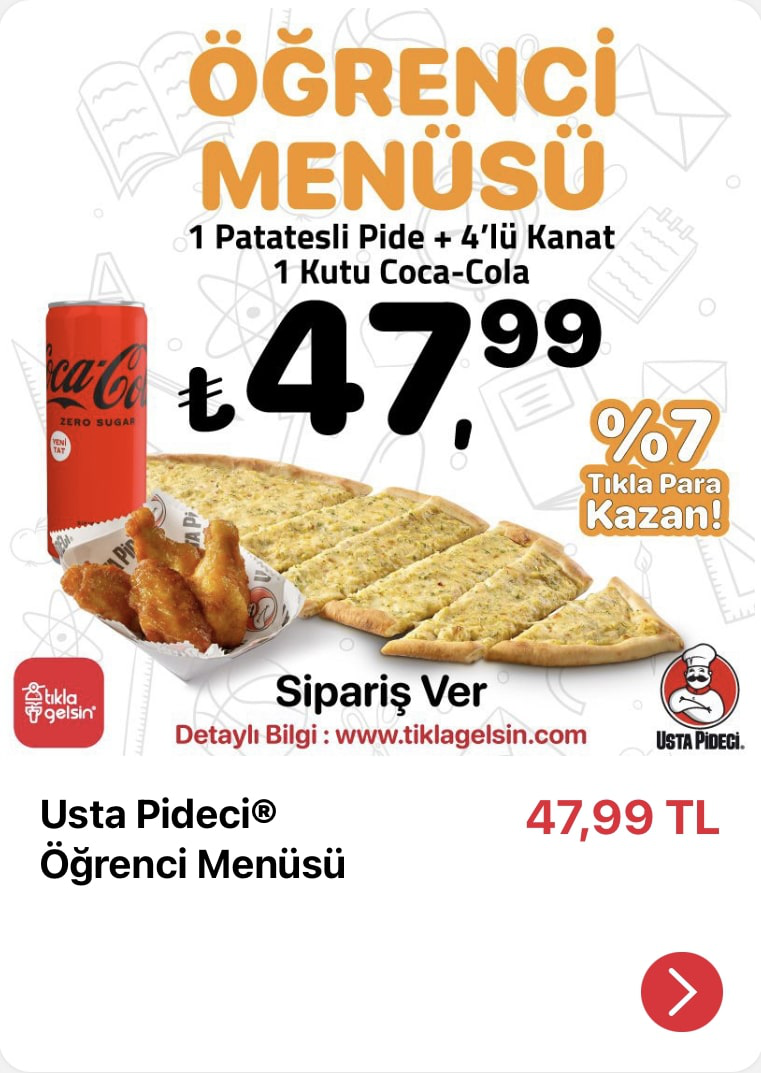 ÖĞRENCİ
MENÜSÜ
1 Patatesli Pide + 4'lü Kanat
1 Kutu Coca-Cola
₺47,99
Coca-Cola
ZERO SUGAR
YENİ
TAT
%7
Tıkla Para
Kazan!
tıkla
gelsin®
Sipariş Ver
Detaylı Bilgi : www.tiklagelsin.com
USTA PİDECİ®
Usta Pideci®
Öğrenci Menüsü
47,99 TL